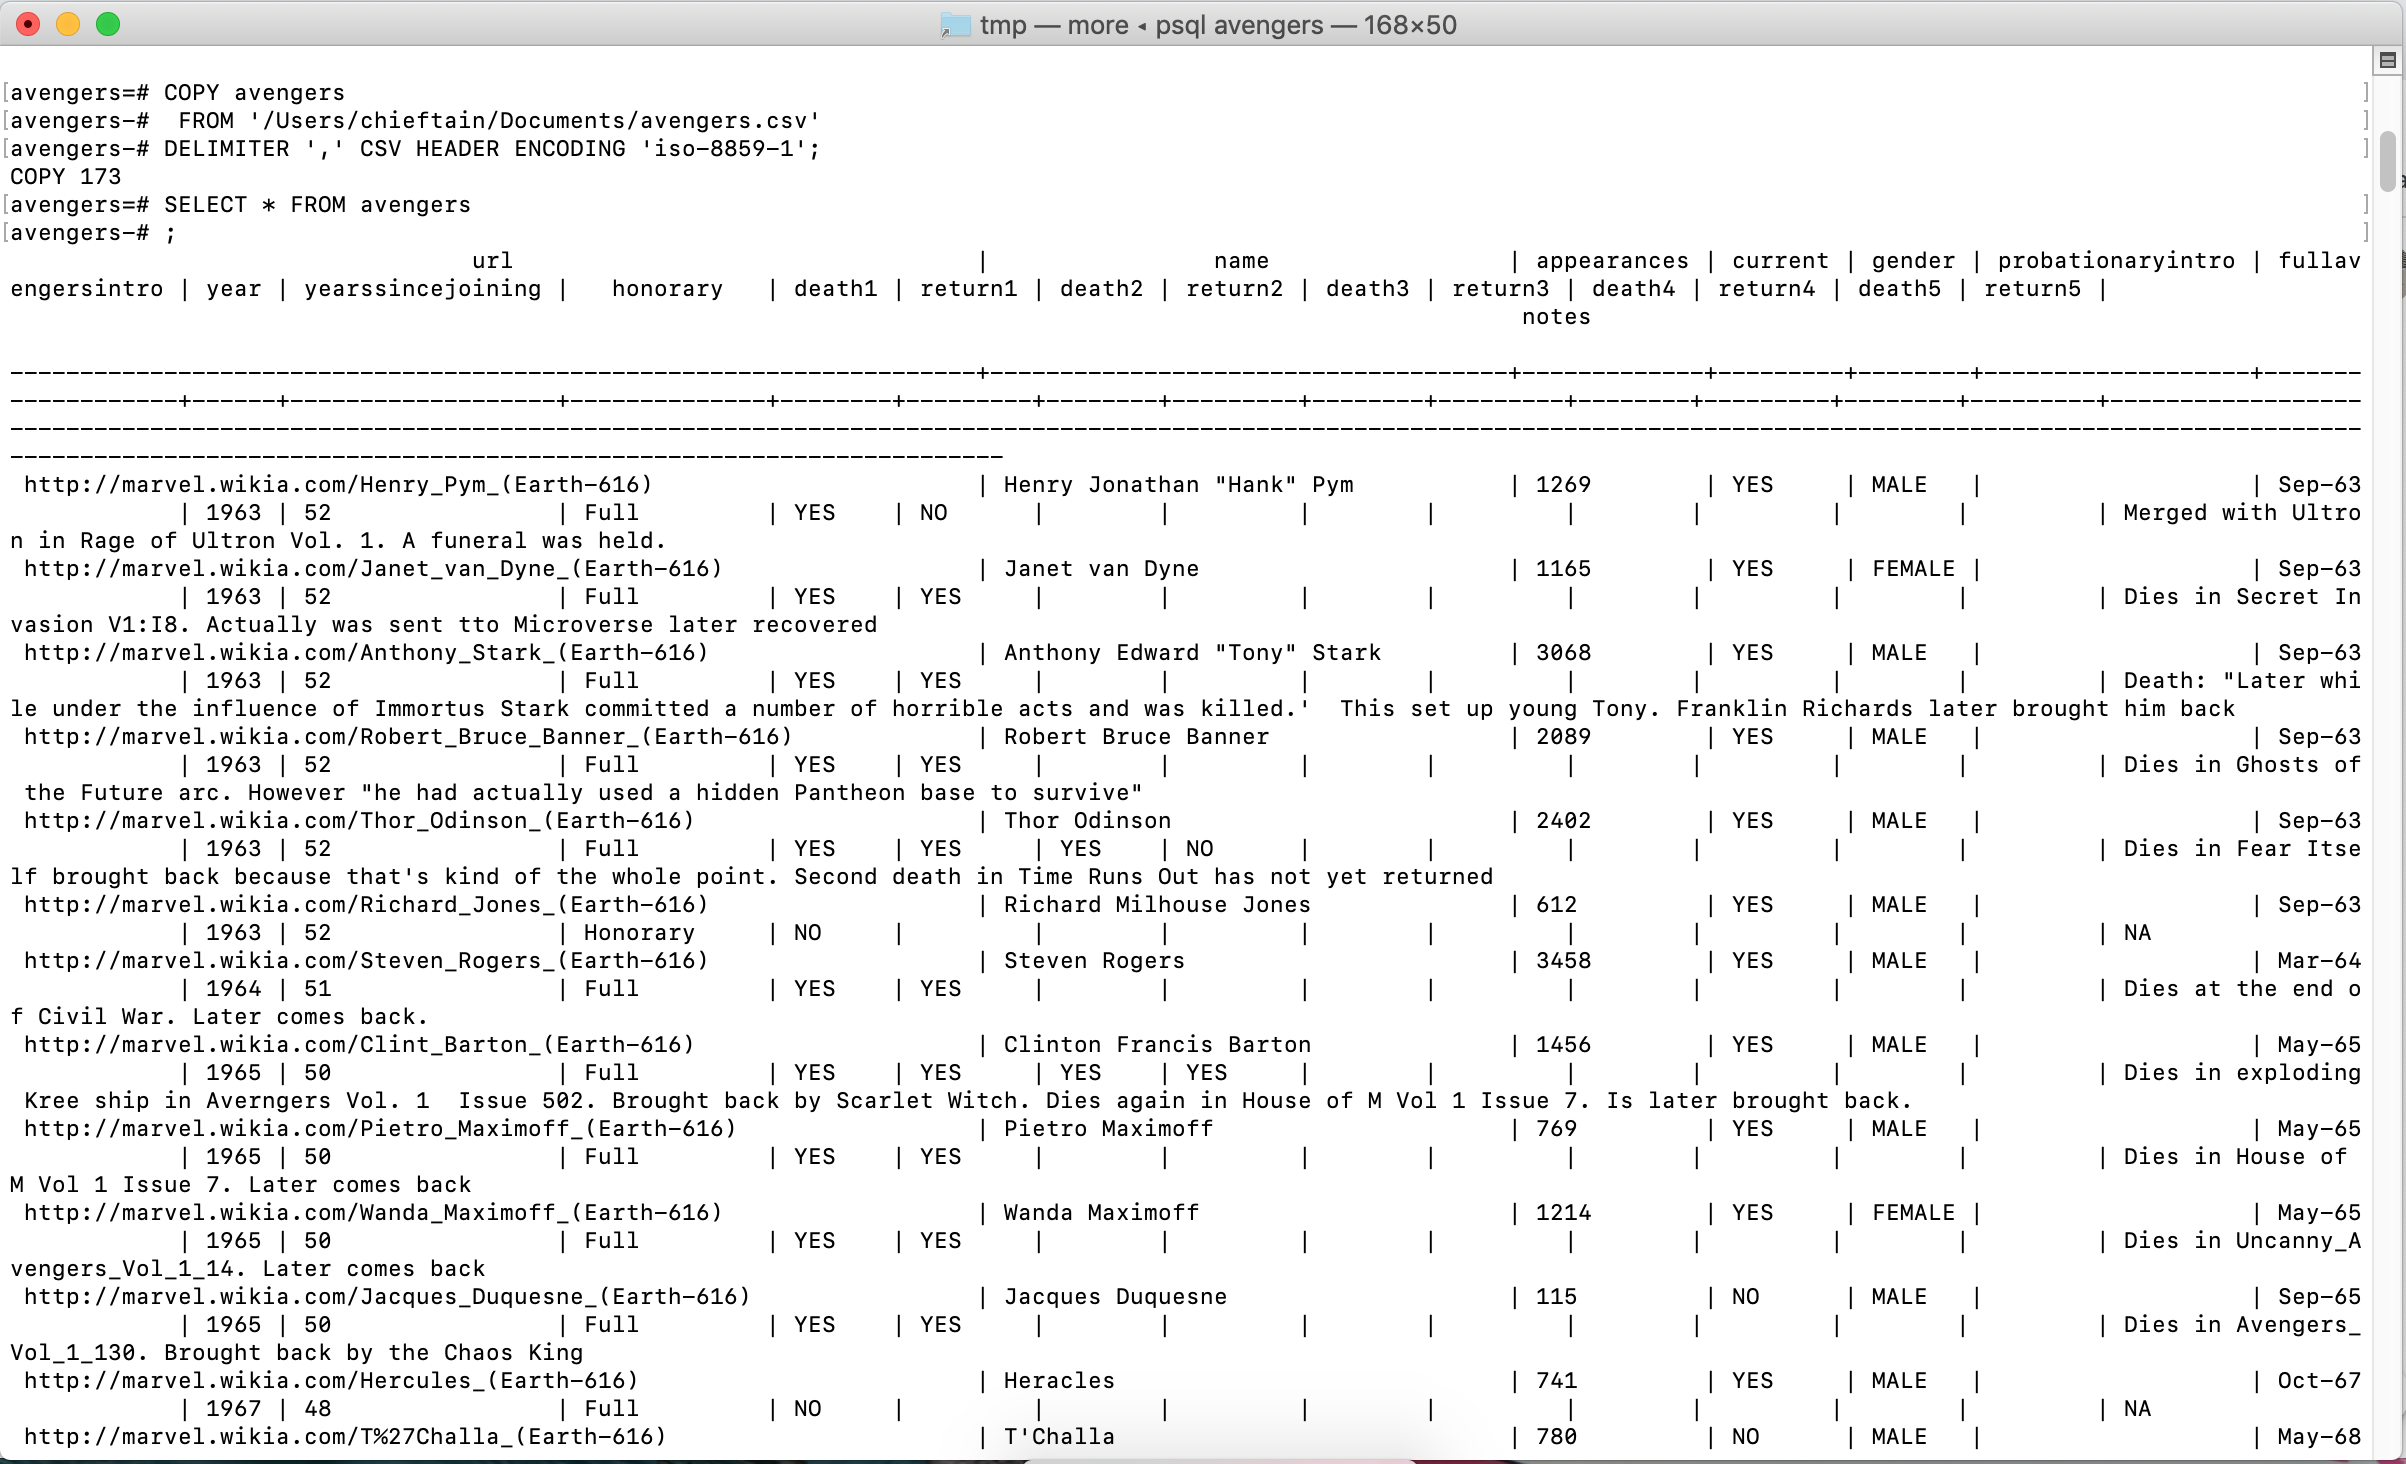 tmp — more ◂ psql avengers — 168×50
[avengers=# COPY avengers ]
[avengers-#  FROM '/Users/chieftain/Documents/avengers.csv' ]
[avengers-# DELIMITER ',' CSV HEADER ENCODING 'iso-8859-1'; ]
COPY 173
[avengers=# SELECT * FROM avengers ]
[avengers-# ; ]
url | name | appearances | current | gender | probationaryintro | fullav
engersintro | year | yearssincejoining | honorary | death1 | return1 | death2 | return2 | death3 | return3 | death4 | return4 | death5 | return5 |
notes
---------------------------------------------------------------------+-------------------------------------+-------------+---------+--------+-------------------+-------
------------+------+-------------------+--------------+--------+---------+--------+---------+--------+---------+--------+---------+--------+---------+------------------
------------------------------------------------------------------------------------------------------------------------------------------------------------------------
-----------------------------------------------------------------------
http://marvel.wikia.com/Henry_Pym_(Earth-616) | Henry Jonathan "Hank" Pym | 1269 | YES | MALE | | Sep-63
| 1963 | 52 | Full | YES | NO | | | | | | | | | Merged with Ultro
n in Rage of Ultron Vol. 1. A funeral was held.
http://marvel.wikia.com/Janet_van_Dyne_(Earth-616) | Janet van Dyne | 1165 | YES | FEMALE | | Sep-63
| 1963 | 52 | Full | YES | YES | | | | | | | | | Dies in Secret In
vasion V1:I8. Actually was sent tto Microverse later recovered
http://marvel.wikia.com/Anthony_Stark_(Earth-616) | Anthony Edward "Tony" Stark | 3068 | YES | MALE | | Sep-63
| 1963 | 52 | Full | YES | YES | | | | | | | | | Death: "Later whi
le under the influence of Immortus Stark committed a number of horrible acts and was killed.'  This set up young Tony. Franklin Richards later brought him back
http://marvel.wikia.com/Robert_Bruce_Banner_(Earth-616) | Robert Bruce Banner | 2089 | YES | MALE | | Sep-63
| 1963 | 52 | Full | YES | YES | | | | | | | | | Dies in Ghosts of
the Future arc. However "he had actually used a hidden Pantheon base to survive"
http://marvel.wikia.com/Thor_Odinson_(Earth-616) | Thor Odinson | 2402 | YES | MALE | | Sep-63
| 1963 | 52 | Full | YES | YES | YES | NO | | | | | | | Dies in Fear Itse
lf brought back because that's kind of the whole point. Second death in Time Runs Out has not yet returned
http://marvel.wikia.com/Richard_Jones_(Earth-616) | Richard Milhouse Jones | 612 | YES | MALE | | Sep-63
| 1963 | 52 | Honorary | NO | | | | | | | | | | NA
http://marvel.wikia.com/Steven_Rogers_(Earth-616) | Steven Rogers | 3458 | YES | MALE | | Mar-64
| 1964 | 51 | Full | YES | YES | | | | | | | | | Dies at the end o
f Civil War. Later comes back.
http://marvel.wikia.com/Clint_Barton_(Earth-616) | Clinton Francis Barton | 1456 | YES | MALE | | May-65
| 1965 | 50 | Full | YES | YES | YES | YES | | | | | | | Dies in exploding
Kree ship in Averngers Vol. 1  Issue 502. Brought back by Scarlet Witch. Dies again in House of M Vol 1 Issue 7. Is later brought back.
http://marvel.wikia.com/Pietro_Maximoff_(Earth-616) | Pietro Maximoff | 769 | YES | MALE | | May-65
| 1965 | 50 | Full | YES | YES | | | | | | | | | Dies in House of
M Vol 1 Issue 7. Later comes back
http://marvel.wikia.com/Wanda_Maximoff_(Earth-616) | Wanda Maximoff | 1214 | YES | FEMALE | | May-65
| 1965 | 50 | Full | YES | YES | | | | | | | | | Dies in Uncanny_A
vengers_Vol_1_14. Later comes back
http://marvel.wikia.com/Jacques_Duquesne_(Earth-616) | Jacques Duquesne | 115 | NO | MALE | | Sep-65
| 1965 | 50 | Full | YES | YES | | | | | | | | | Dies in Avengers_
Vol_1_130. Brought back by the Chaos King
http://marvel.wikia.com/Hercules_(Earth-616) | Heracles | 741 | YES | MALE | | Oct-67
| 1967 | 48 | Full | NO | | | | | | | | | | NA
http://marvel.wikia.com/T%27Challa_(Earth-616) | T'Challa | 780 | NO | MALE | | May-68